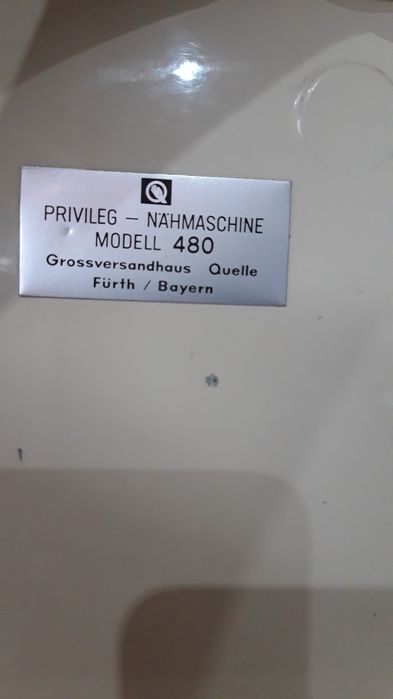 Q
PRIVILEG — NÄHMASCHINE
MODELL 480
Grossversandhaus Quelle
Fürth / Bayern